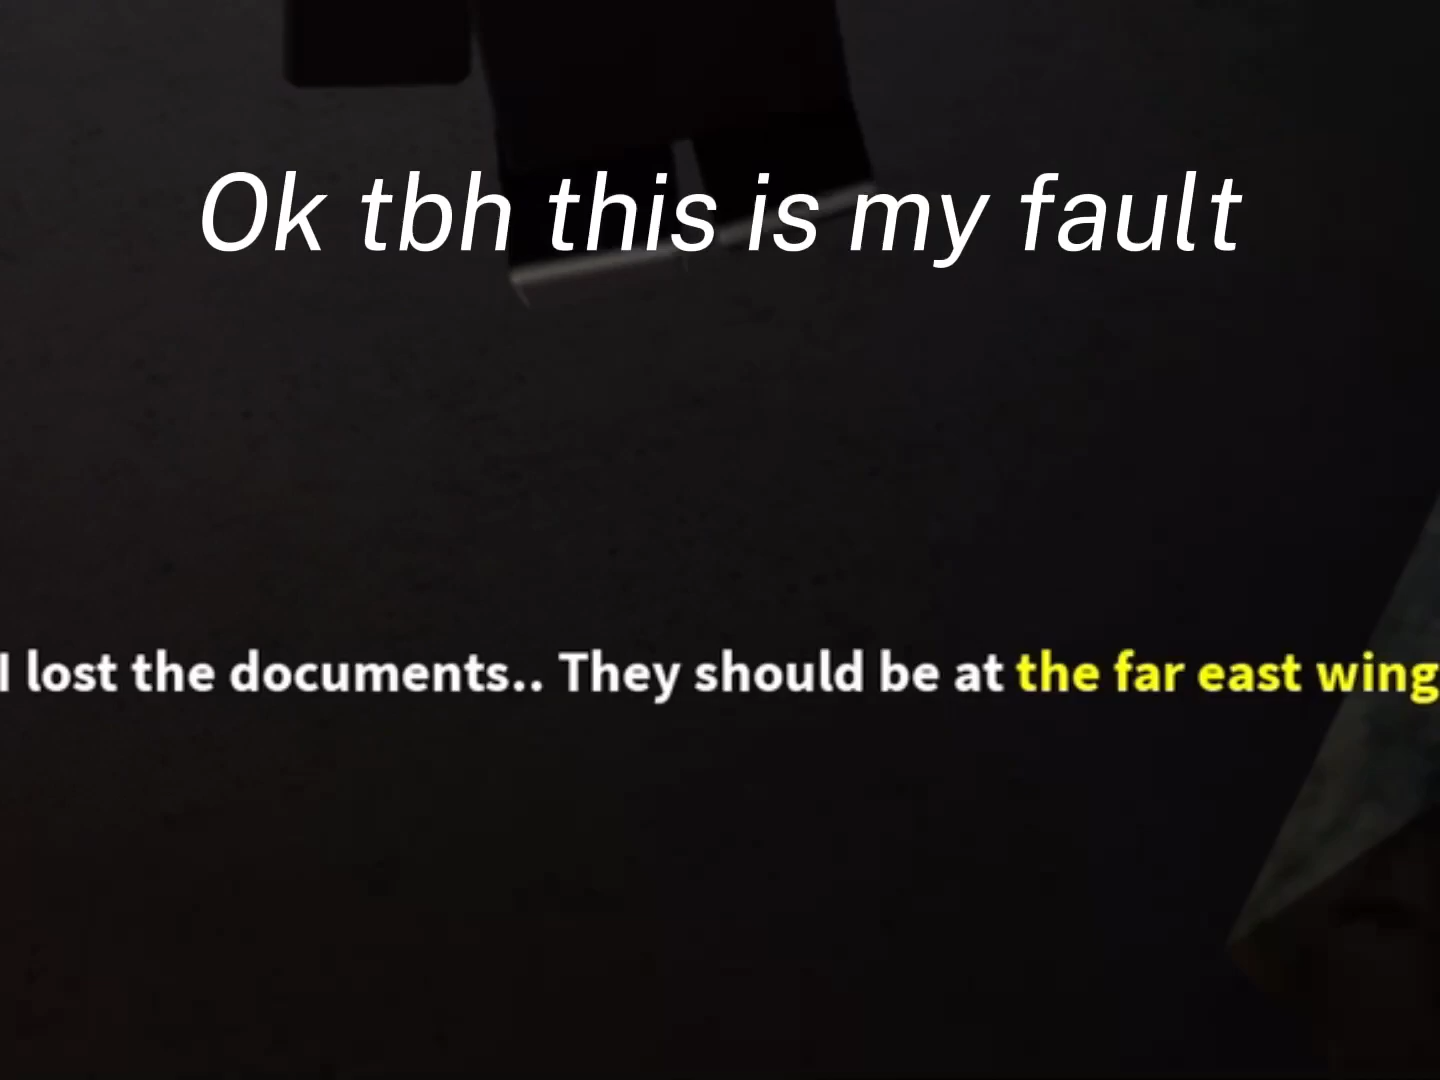 Ok tbh this is my fault
I lost the documents.. They should be at the far east wing